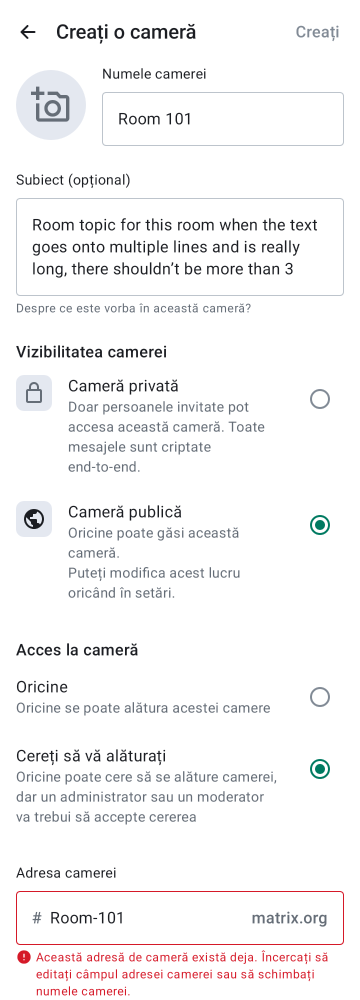 Creați o cameră
Creați
Numele camerei
Room 101
Subiect (opțional)
Room topic for this room when the text
goes onto multiple lines and is really
long, there shouldn’t be more than 3
Despre ce este vorba în această cameră?
Vizibilitatea camerei
Cameră privată
Doar persoanele invitate pot
accesa această cameră. Toate
mesajele sunt criptate
end-to-end.
Cameră publică
Oricine poate găsi această
cameră.
Puteți modifica acest lucru
oricând în setări.
Acces la cameră
Oricine
Oricine se poate alătura acestei camere
Cereți să vă alăturați
Oricine poate cere să se alăture camerei,
dar un administrator sau un moderator
va trebui să accepte cererea
Adresa camerei
# Room-101 matrix.org
Această adresă de cameră există deja. Încercați să
editați câmpul adresei camerei sau să schimbați
numele camerei.